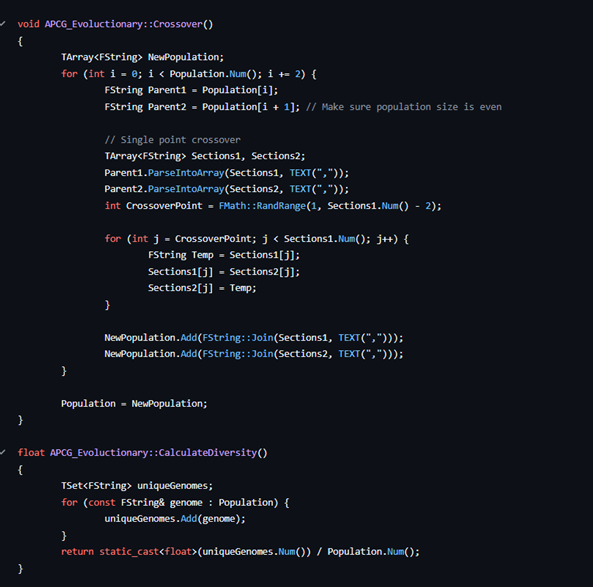 void APCG_Evoluctionary::Crossover()
{
TArray<FString> NewPopulation;
for (int i = 0; i < Population.Num(); i += 2) {
FString Parent1 = Population[i];
FString Parent2 = Population[i + 1]; // Make sure population size is even
// Single point crossover
TArray<FString> Sections1, Sections2;
Parent1.ParseIntoArray(Sections1, TEXT(","));
Parent2.ParseIntoArray(Sections2, TEXT(","));
int CrossoverPoint = FMath::RandRange(1, Sections1.Num() - 2);
for (int j = CrossoverPoint; j < Sections1.Num(); j++) {
FString Temp = Sections1[j];
Sections1[j] = Sections2[j];
Sections2[j] = Temp;
}
NewPopulation.Add(FString::Join(Sections1, TEXT(",")));
NewPopulation.Add(FString::Join(Sections2, TEXT(",")));
}
Population = NewPopulation;
}
float APCG_Evoluctionary::CalculateDiversity()
{
TSet<FString> uniqueGenomes;
for (const FString& genome : Population) {
uniqueGenomes.Add(genome);
}
return static_cast<float>(uniqueGenomes.Num()) / Population.Num();
}